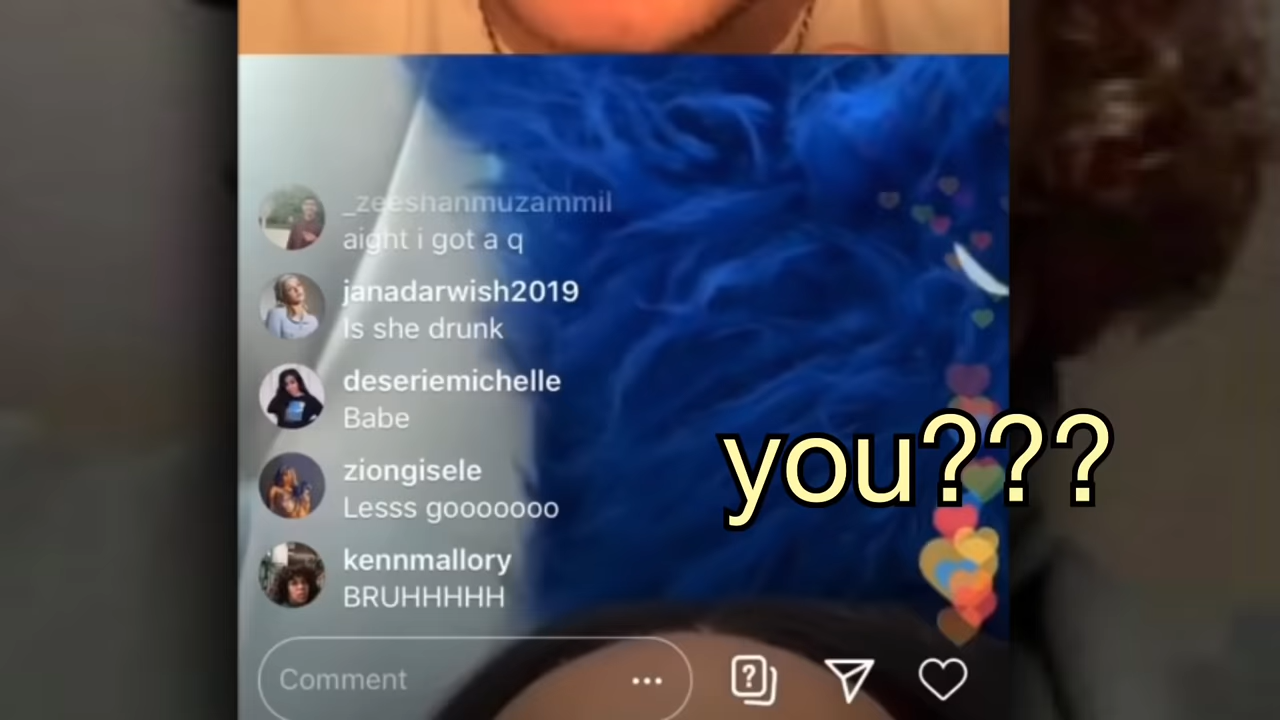 _zeeshanmuzammil
aight i got a q
janadarwish2019
Is she drunk
deseriemichelle
Babe
you???
ziongisele
Lesss gooooooo
kennmallory
BRUHHHHH
Comment
?